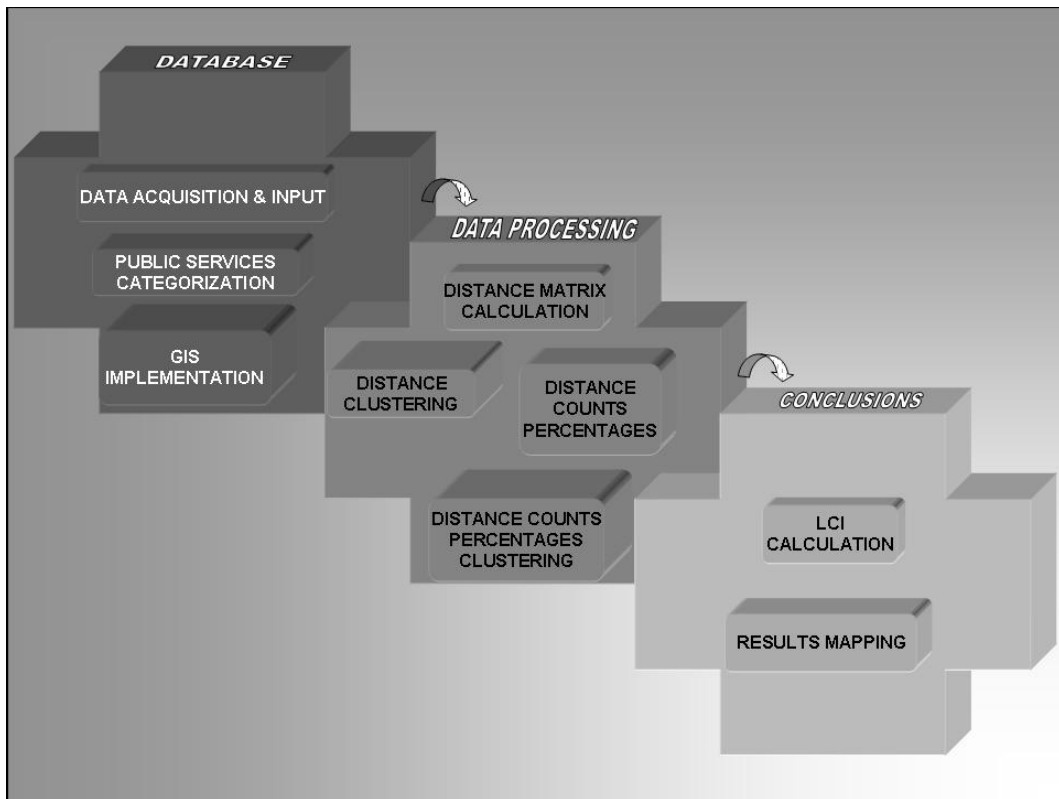 DATABASE
DATA ACQUISITION & INPUT
PUBLIC SERVICES
CATEGORIZATION
GIS
IMPLEMENTATION
DATA PROCESSING
DISTANCE MATRIX
CALCULATION
DISTANCE
CLUSTERING
DISTANCE
COUNTS
PERCENTAGES
DISTANCE COUNTS
PERCENTAGES
CLUSTERING
CONCLUSIONS
LCI
CALCULATION
RESULTS MAPPING